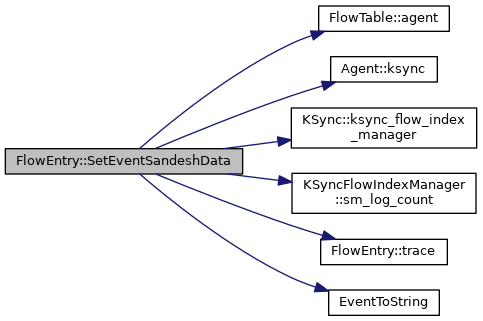 FlowEntry::SetEventSandeshData
FlowTable::agent
Agent::ksync
KSync::ksync_flow_index
_manager
KSyncFlowIndexManager
::sm_log_count
FlowEntry::trace
EventToString